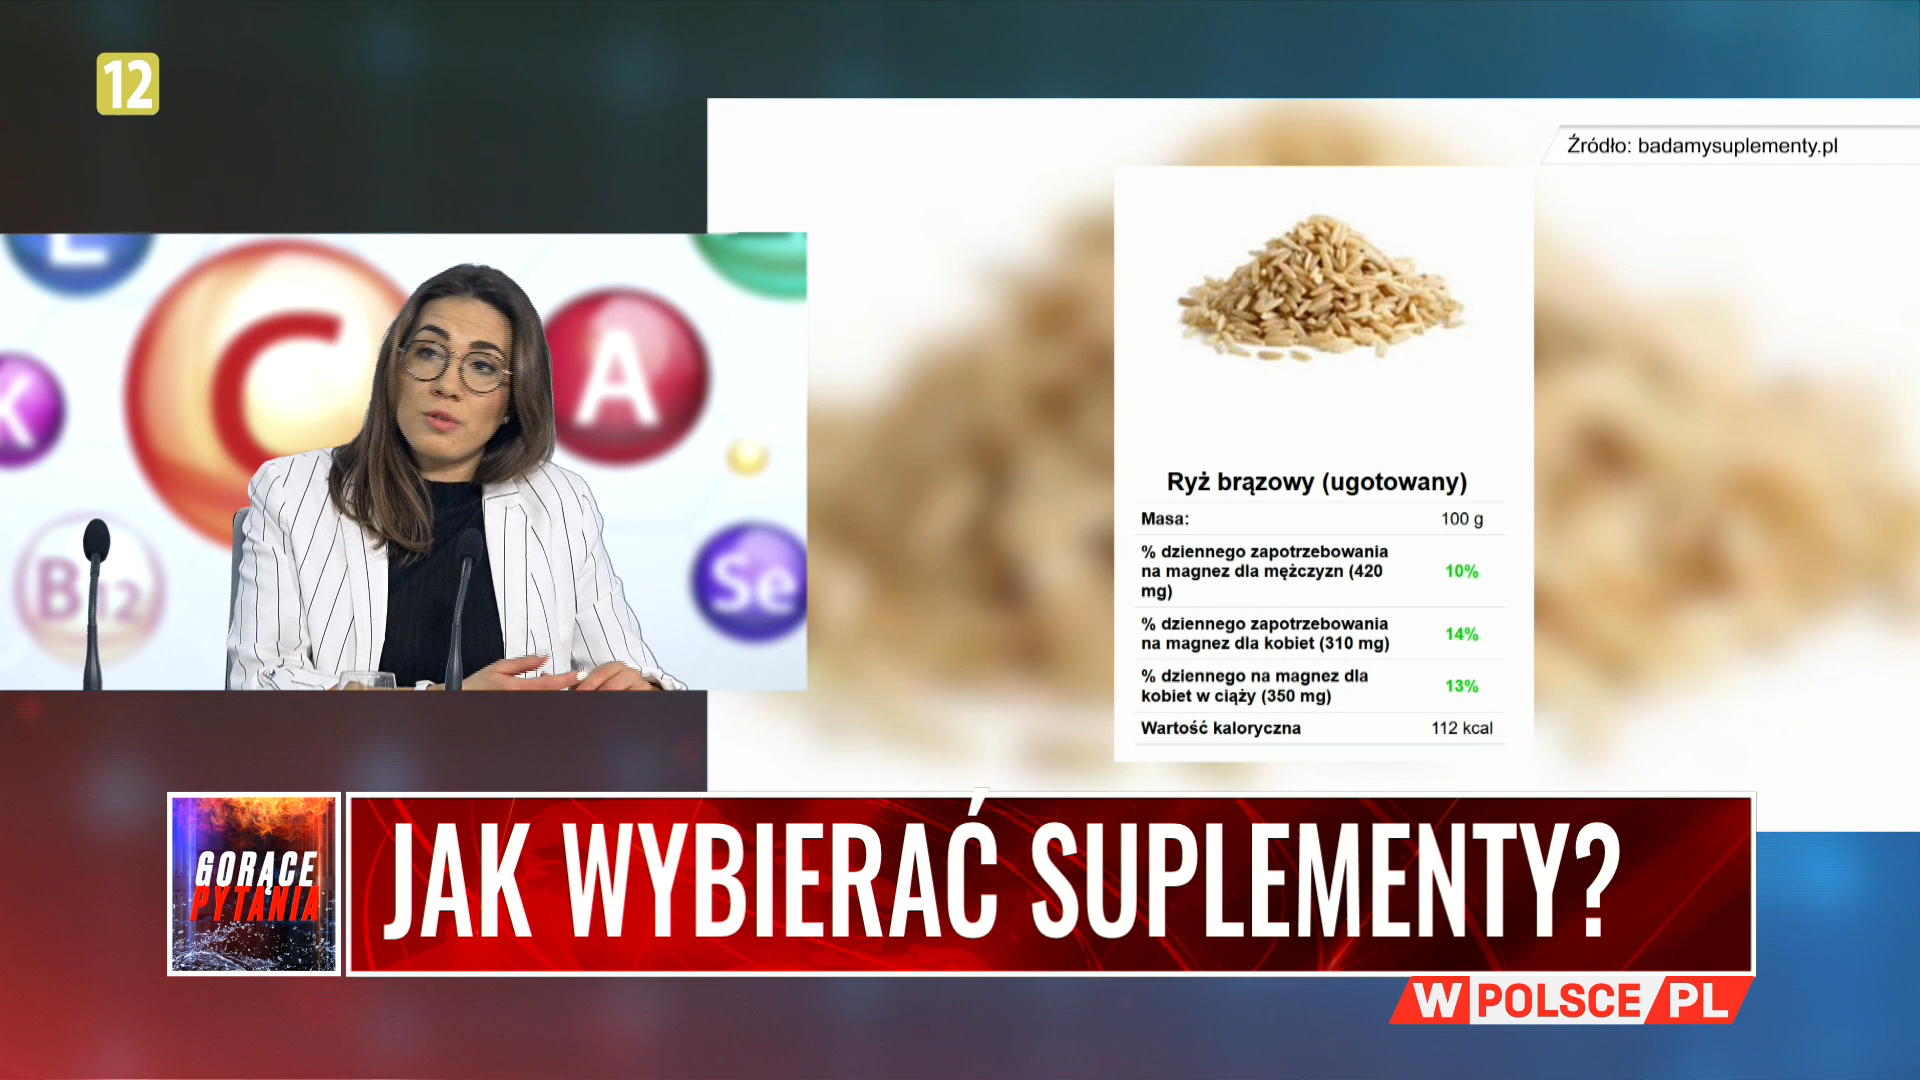 12
Źródło: badamysuplementy.pl
E
C
A
K
B12
Se
Ryż brązowy (ugotowany)
Masa: 100 g
% dziennego zapotrzebowania
na magnez dla mężczyzn (420
mg) 10%
% dziennego zapotrzebowania
na magnez dla kobiet (310 mg) 14%
% dziennego na magnez dla
kobiet w ciąży (350 mg) 13%
Wartość kaloryczna 112 kcal
GORĄCE
PYTANIA
JAK WYBIERAĆ SUPLEMENTY?
WPOLSCE/PL